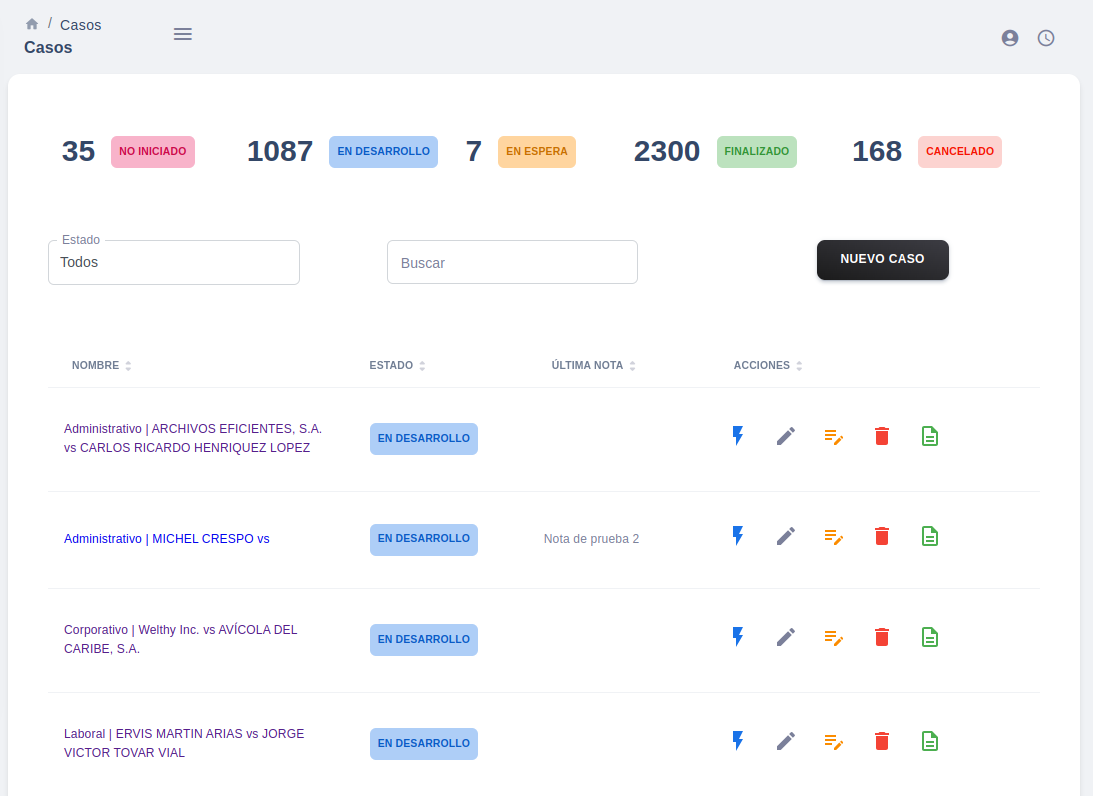 / Casos
Casos
35 NO INICIADO 1087 EN DESARROLLO 7 EN ESPERA 2300 FINALIZADO 168 CANCELADO
Estado
Todos
Buscar
NUEVO CASO
NOMBRE ESTADO ÚLTIMA NOTA ACCIONES
Administrativo | ARCHIVOS EFICIENTES, S.A.
vs CARLOS RICARDO HENRIQUEZ LOPEZ
EN DESARROLLO
Administrativo | MICHEL CRESPO vs
EN DESARROLLO
Nota de prueba 2
Corporativo | Welthy Inc. vs AVÍCOLA DEL
CARIBE, S.A.
EN DESARROLLO
Laboral | ERVIS MARTIN ARIAS vs JORGE
VICTOR TOVAR VIAL
EN DESARROLLO